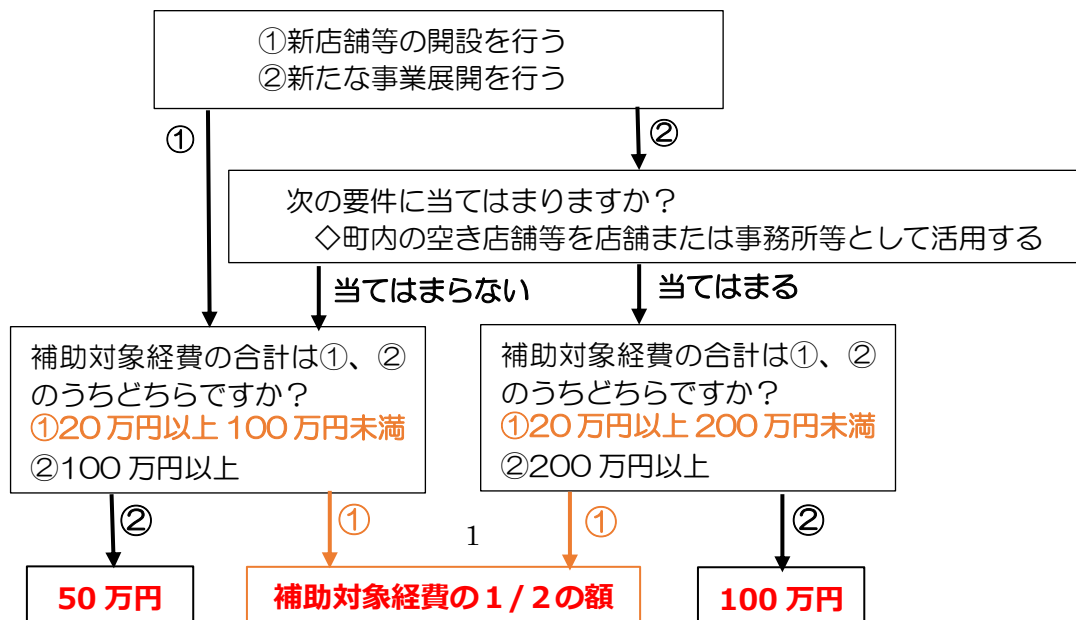 ①新店舗等の開設を行う
②新たな事業展開を行う
①
②
次の要件に当てはまりますか？
◇町内の空き店舗等を店舗または事務所等として活用する
当てはまらない
当てはまる
補助対象経費の合計は①、②
のうちどちらですか？
①20万円以上100万円未満
②100万円以上
補助対象経費の合計は①、②
のうちどちらですか？
①20万円以上200万円未満
②200万円以上
②
①
1
①
②
50万円
補助対象経費の1/2の額
100万円